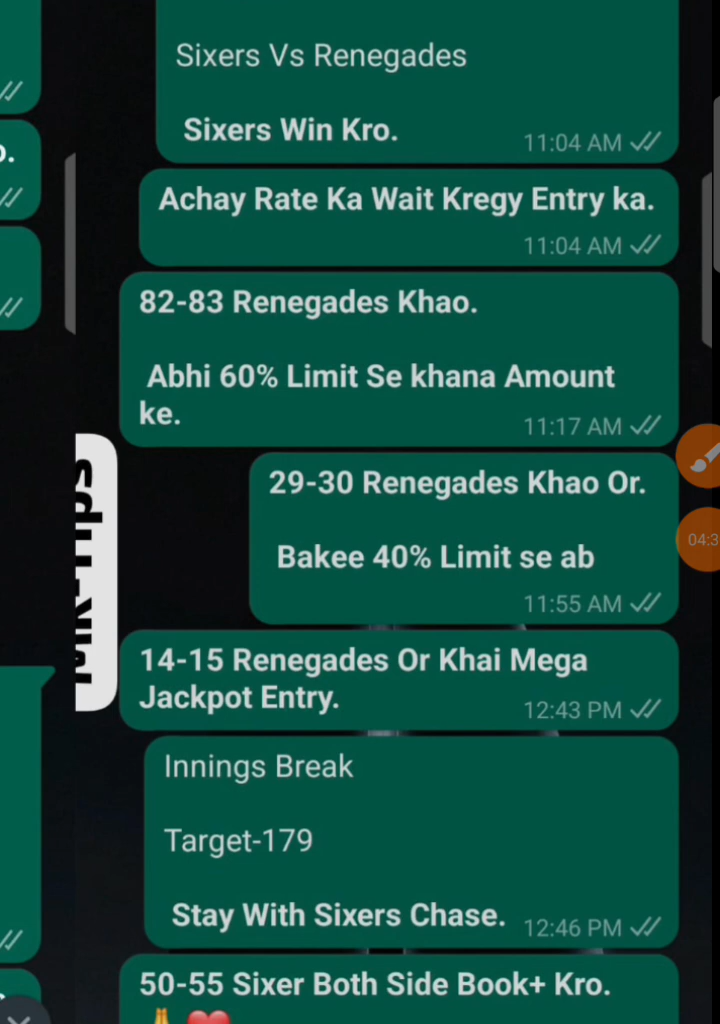 Sixers Vs Renegades
Sixers Win Kro.
11:04 AM
Achay Rate Ka Wait Kregy Entry ka.
11:04 AM
82-83 Renegades Khao.
Abhi 60% Limit Se khana Amount
ke.
11:17 AM
29-30 Renegades Khao Or.
Bakee 40% Limit se ab
11:55 AM
14-15 Renegades Or Khai Mega
Jackpot Entry.
12:43 PM
Innings Break
Target-179
Stay With Sixers Chase.
12:46 PM
50-55 Sixer Both Side Book+ Kro.